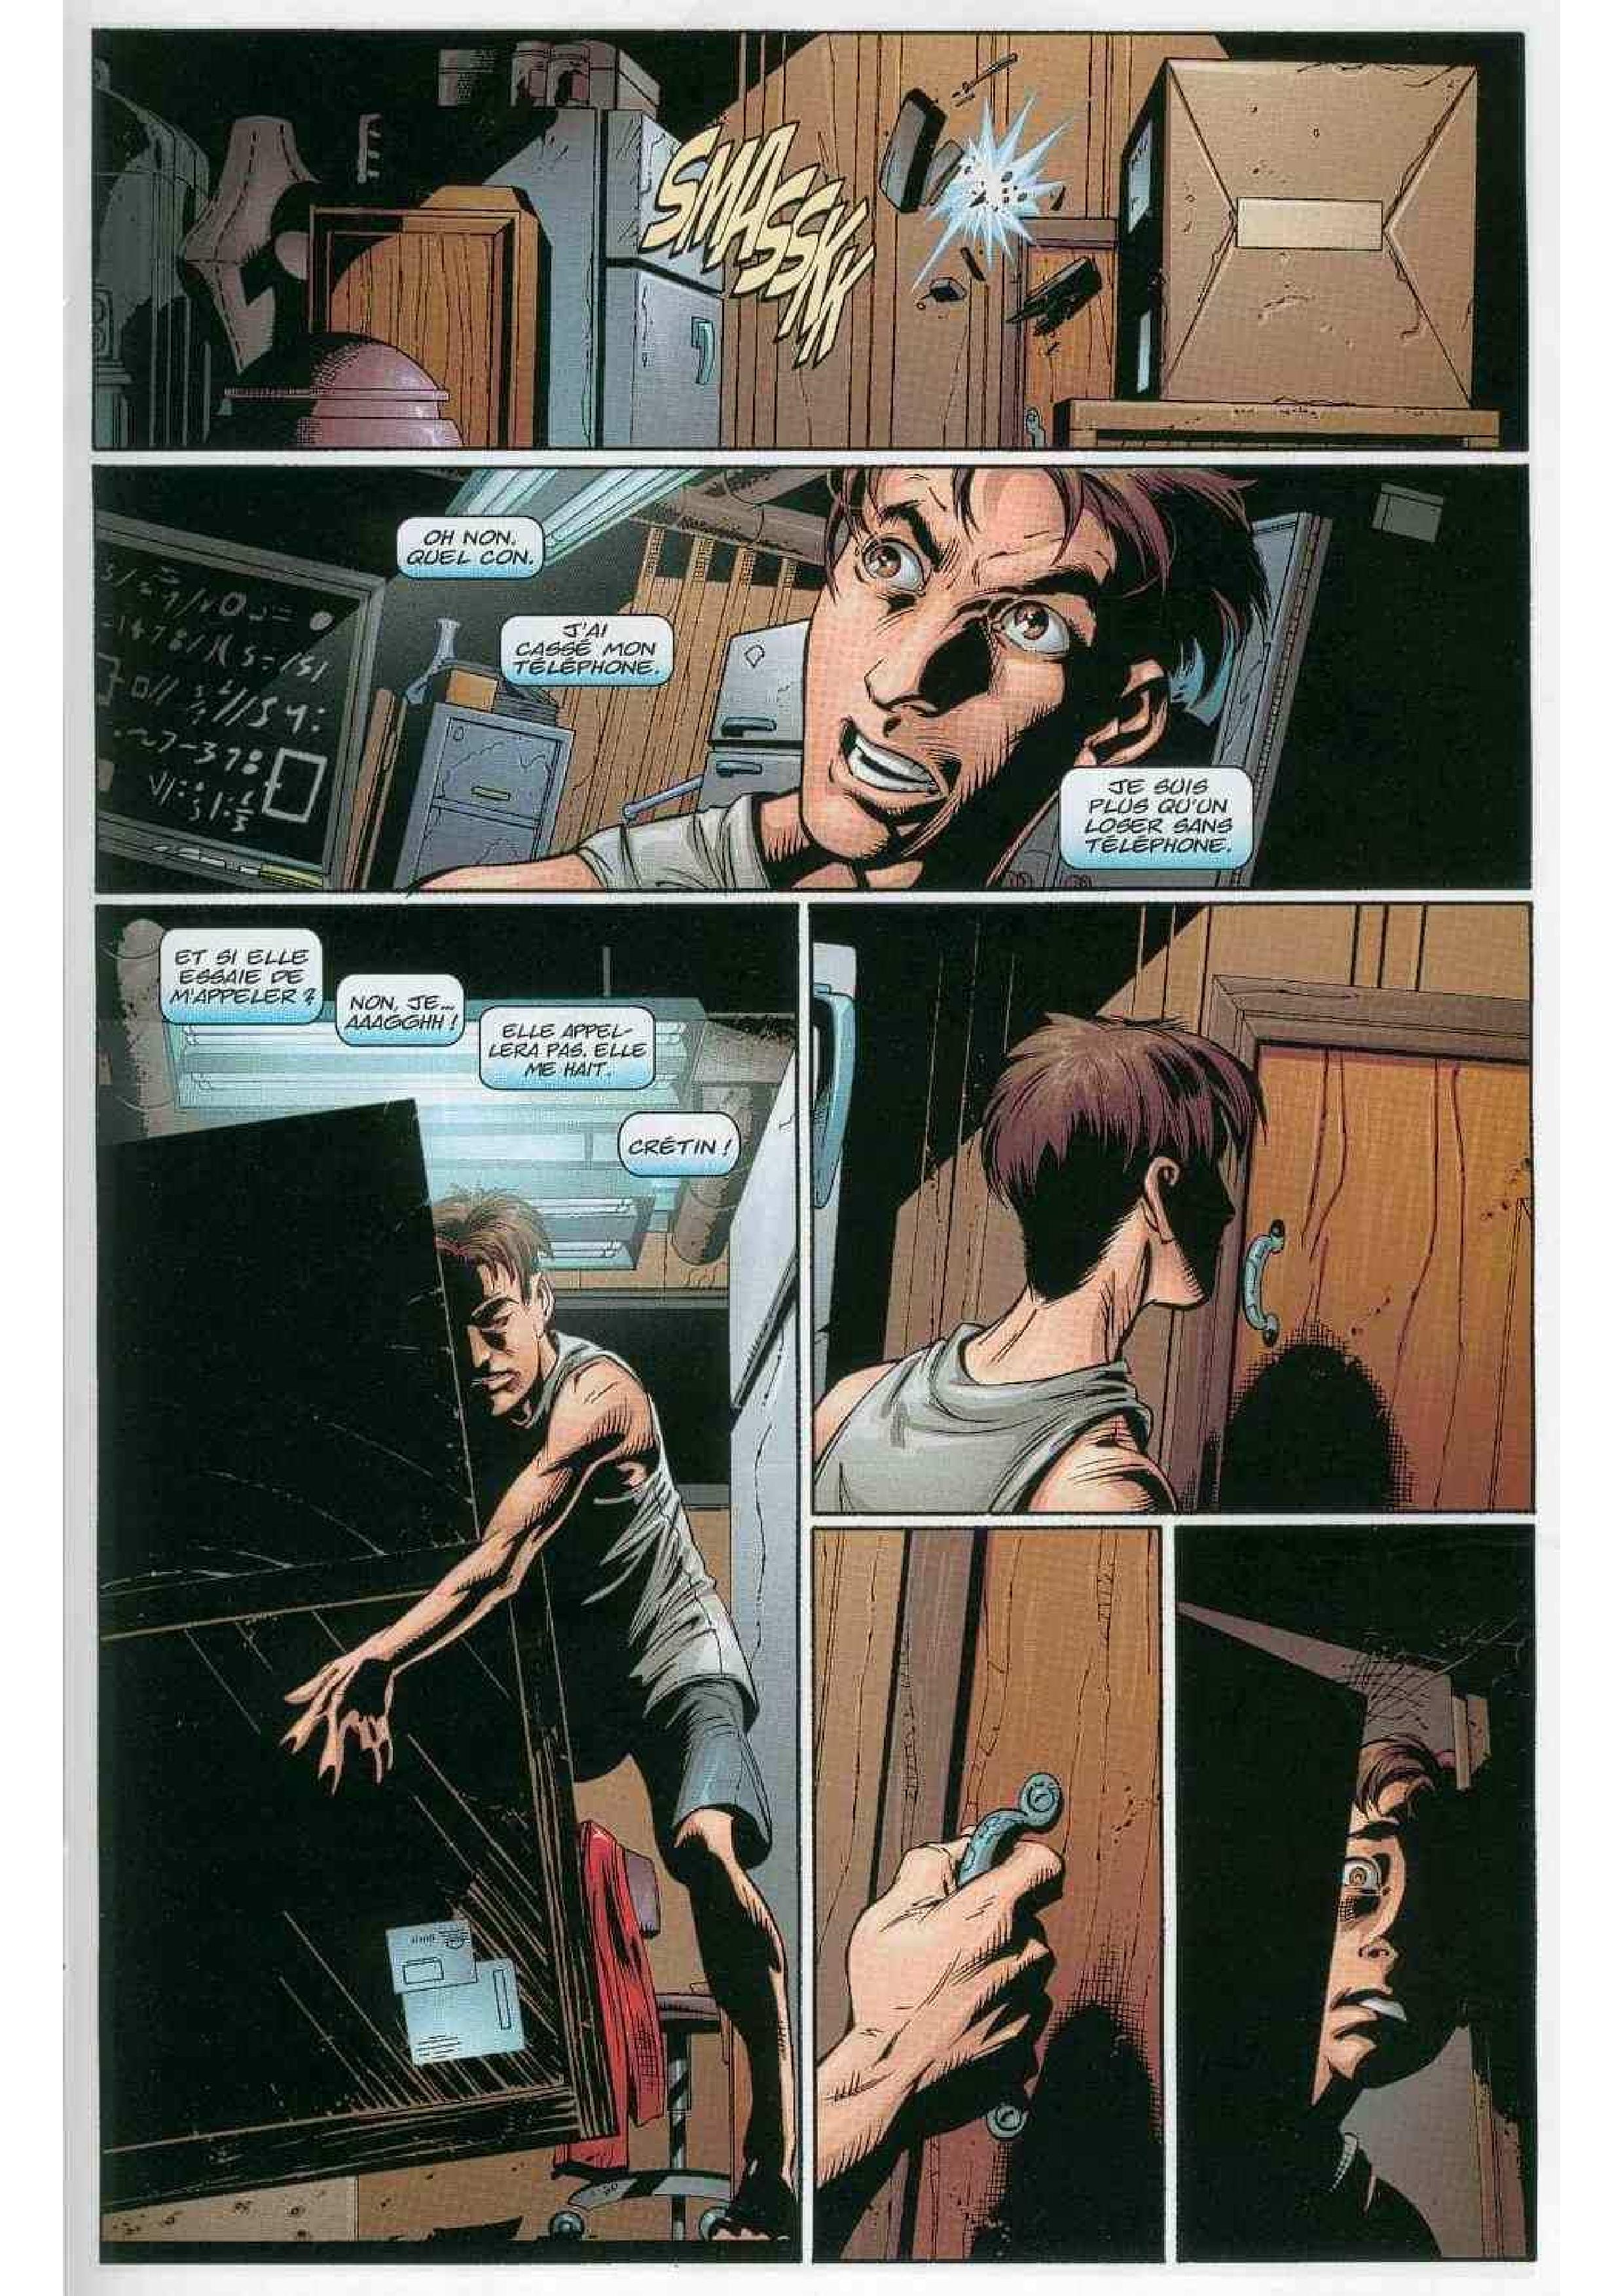 SMASSKK
OH NON.
QUEL CON.
J'AI
CASSÉ MON
TÉLÉPHONE.
JE SUIS
PLUS QU'UN
LOSER SANS
TÉLÉPHONE.
ET SI ELLE
ESSAIE DE
M'APPELER ?
NON, JE...
AAAGGHH !
ELLE APPEL-
LERA PAS. ELLE
ME HAIT.
CRÉTIN !